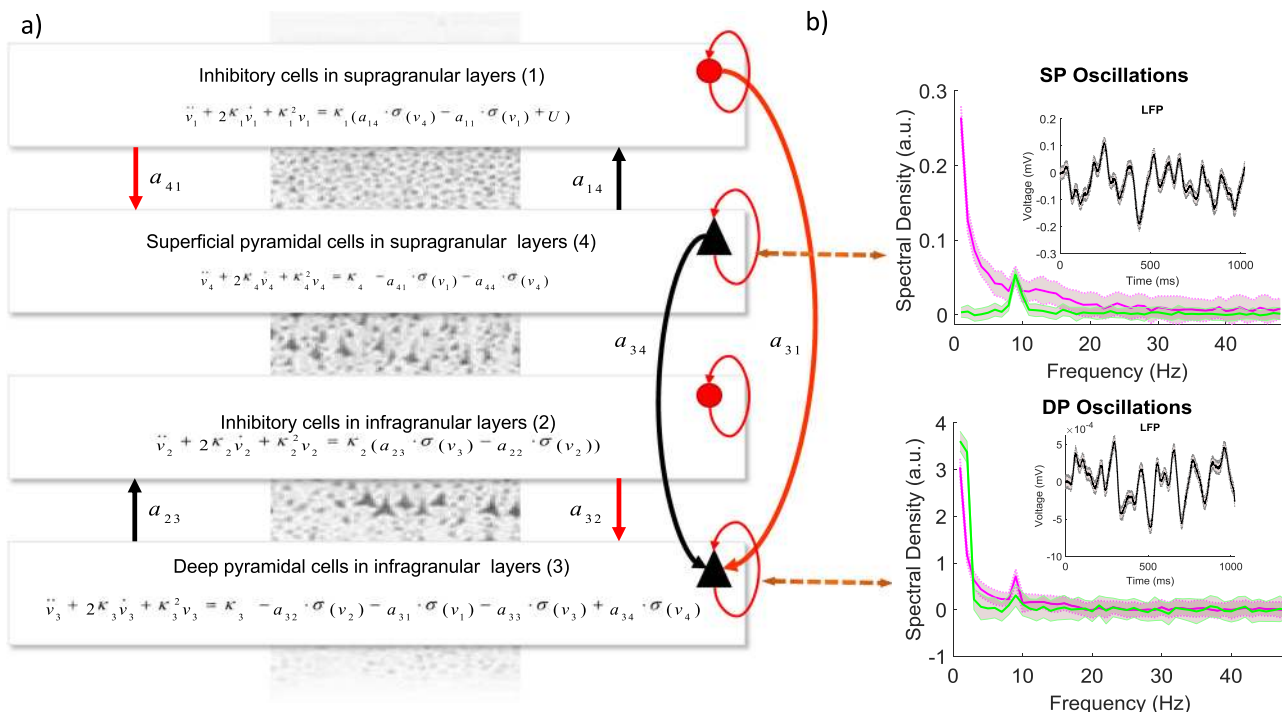 a)
Inhibitory cells in supragranular layers (1)
v̈₁ + 2κ₁v̇₁ + κ₁²v₁ = κ₁(a₁₄ · σ(v₄) − a₁₁ · σ(v₁) + U)
a₄₁
a₁₄
Superficial pyramidal cells in supragranular layers (4)
v̈₄ + 2κ₄v̇₄ + κ₄²v₄ = κ₄ −a₄₁ · σ(v₁) − a₄₄ · σ(v₄)
a₃₄
a₃₁
Inhibitory cells in infragranular layers (2)
v̈₂ + 2κ₂v̇₂ + κ₂²v₂ = κ₂(a₂₃ · σ(v₃) − a₂₂ · σ(v₂))
a₂₃
a₃₂
Deep pyramidal cells in infragranular layers (3)
v̈₃ + 2κ₃v̇₃ + κ₃²v₃ = κ₃ −a₃₂ · σ(v₂) − a₃₁ · σ(v₁) − a₃₃ · σ(v₃) + a₃₄ · σ(v₄)
b)
SP Oscillations
Spectral Density (a.u.)
0.3
0.2
0.1
0
0 10 20 30 40
Frequency (Hz)
LFP
Voltage (mV)
0.2
0.1
0
-0.1
-0.2
-0.3
0 500 1000
Time (ms)
DP Oscillations
Spectral Density (a.u.)
4
3
2
1
0
-1
0 10 20 30 40
Frequency (Hz)
LFP
×10⁻⁴
Voltage (mV)
5
0
-5
-10
0 500 1000
Time (ms)